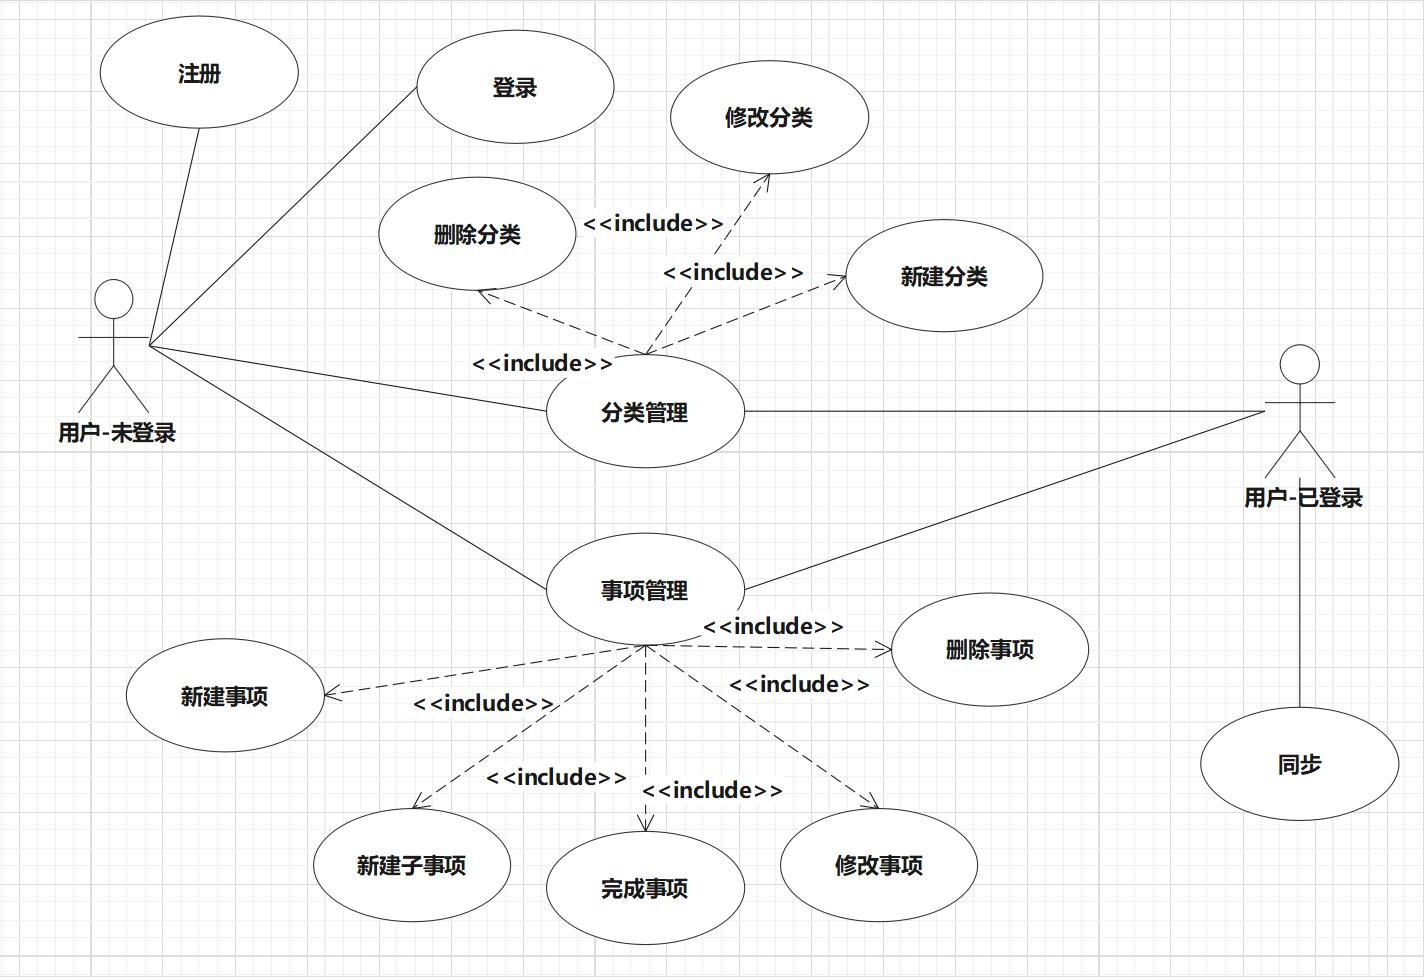 注册
登录
修改分类
删除分类
<<include>>
<<include>>
新建分类
<<include>>
分类管理
用户-未登录
用户-已登录
事项管理
<<include>>
删除事项
<<include>>
新建事项
<<include>>
同步
<<include>>
<<include>>
新建子事项
完成事项
修改事项